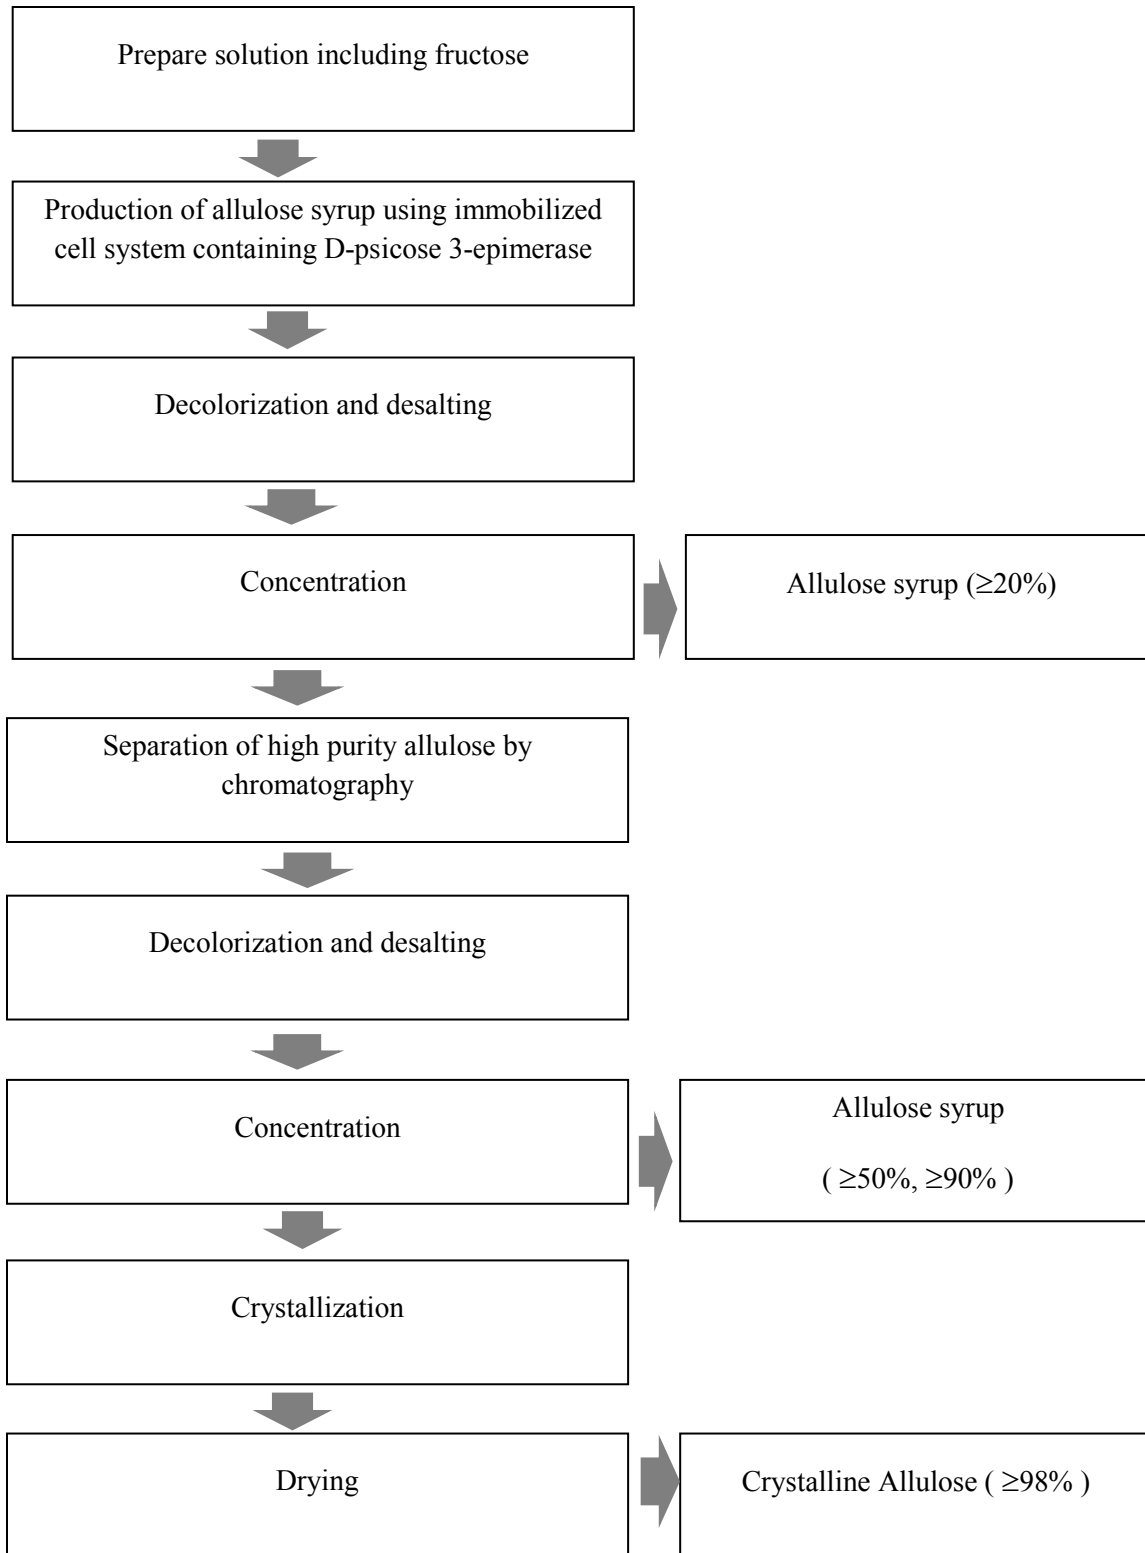 Prepare solution including fructose
Production of allulose syrup using immobilized
cell system containing D-psicose 3-epimerase
Decolorization and desalting
Concentration
Allulose syrup (≥20%)
Separation of high purity allulose by
chromatography
Decolorization and desalting
Concentration
Allulose syrup
( ≥50%, ≥90% )
Crystallization
Drying
Crystalline Allulose ( ≥98% )